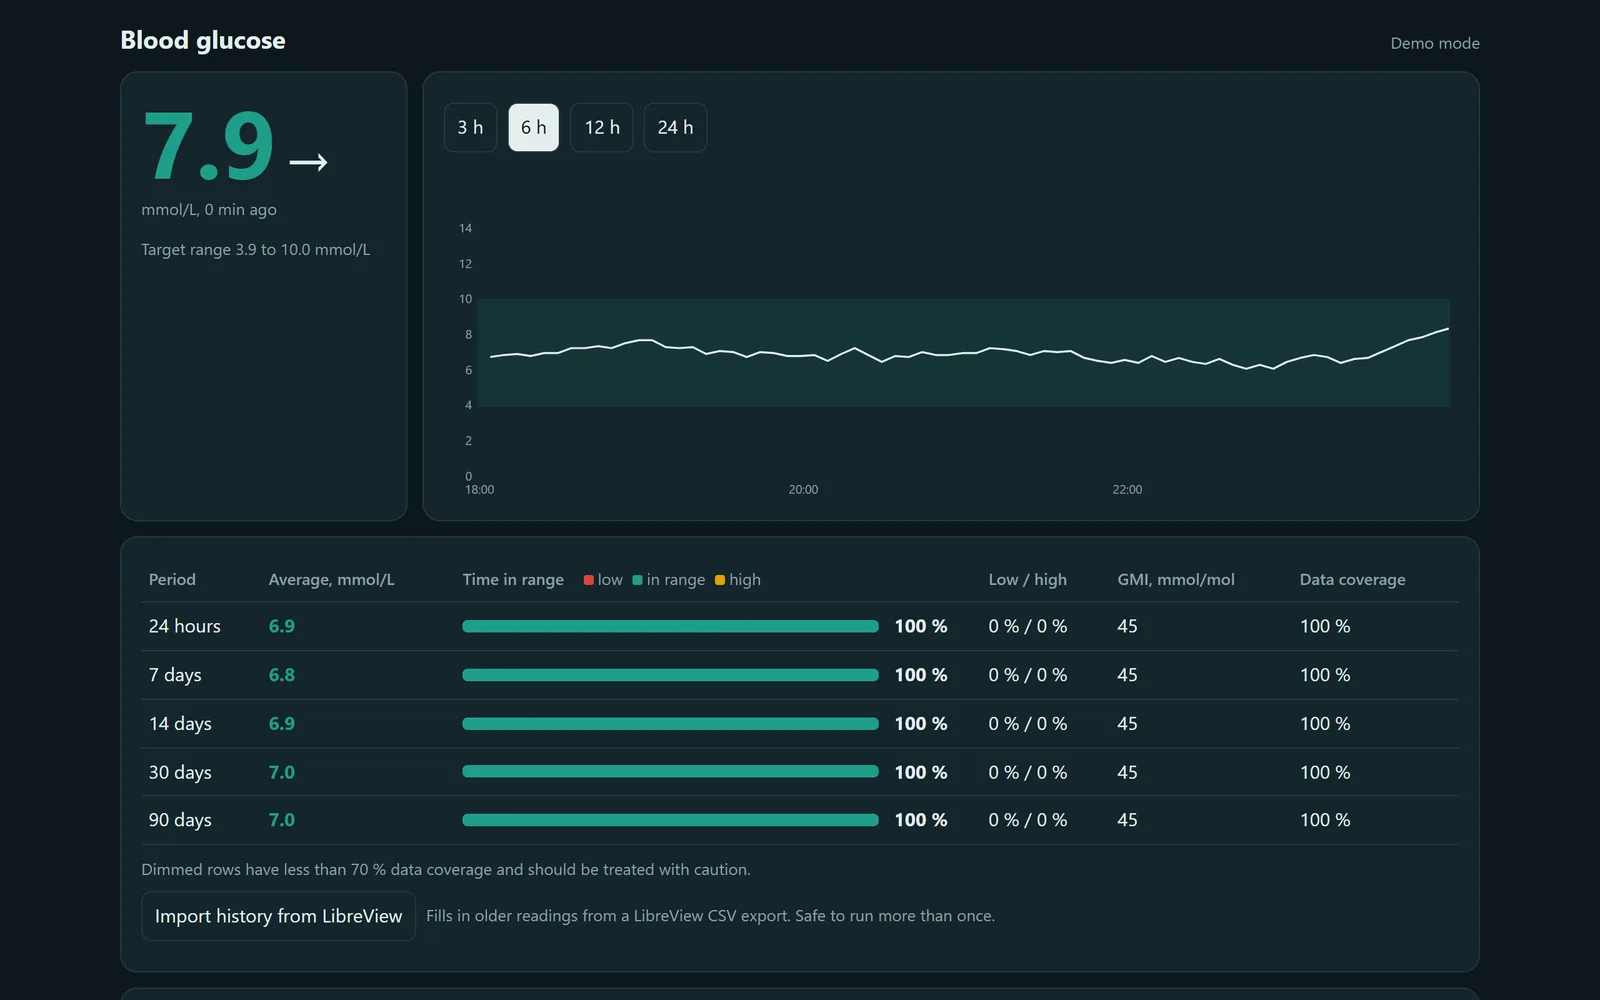 Blood glucose
Demo mode
7.9 →
mmol/L, 0 min ago
Target range 3.9 to 10.0 mmol/L
3 h 6 h 12 h 24 h
14
12
10
8
6
4
2
0
18:00 20:00 22:00
Period Average, mmol/L Time in range low in range high Low / high GMI, mmol/mol Data coverage
24 hours 6.9 100 % 0 % / 0 % 45 100 %
7 days 6.8 100 % 0 % / 0 % 45 100 %
14 days 6.9 100 % 0 % / 0 % 45 100 %
30 days 7.0 100 % 0 % / 0 % 45 100 %
90 days 7.0 100 % 0 % / 0 % 45 100 %
Dimmed rows have less than 70 % data coverage and should be treated with caution.
Import history from LibreView Fills in older readings from a LibreView CSV export. Safe to run more than once.